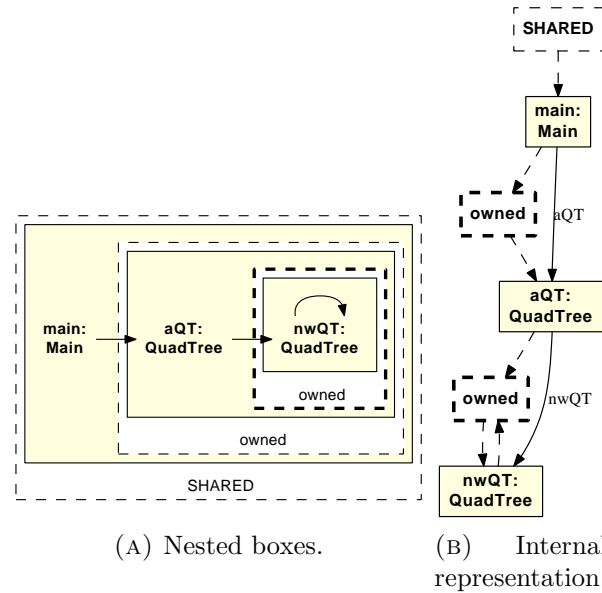 SHARED
main:
Main
owned
aQT
aQT:
QuadTree
owned
nwQT
nwQT:
QuadTree
main:
Main
aQT:
QuadTree
nwQT:
QuadTree
owned
owned
SHARED
(A) Nested boxes.
(B) Internal
representation